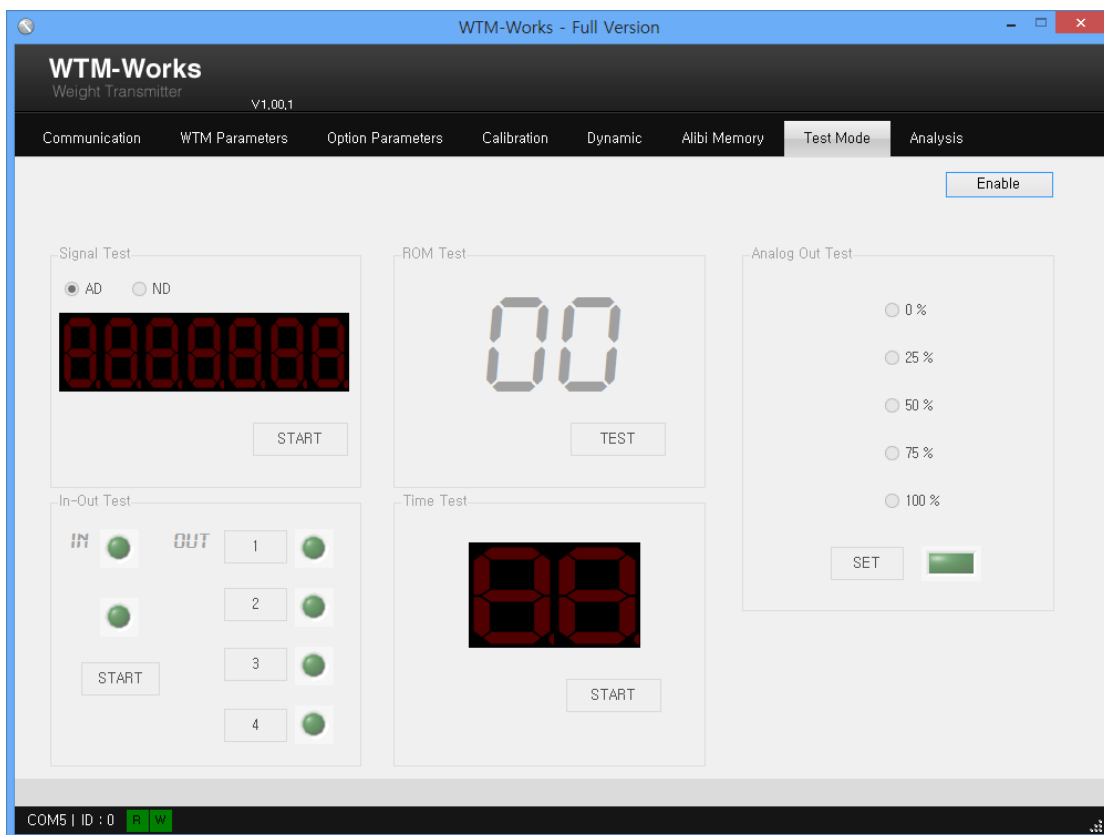 WTM-Works - Full Version
WTM-Works
Weight Transmitter
V1,00,1
Communication WTM Parameters Option Parameters Calibration Dynamic Alibi Memory Test Mode Analysis
Enable
Signal Test
AD ND
START
ROM Test
00
TEST
Analog Out Test
0 %
25 %
50 %
75 %
100 %
SET
In-Out Test
IN OUT 1
2
3
4
START
Time Test
START
COM5 | ID : 0 R W